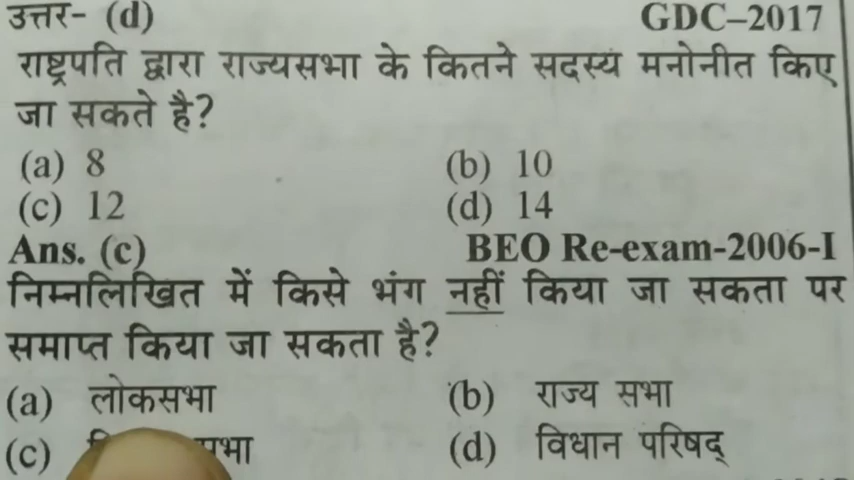 उत्तर- (d) GDC–2017
राष्ट्रपति द्वारा राज्यसभा के कितने सदस्य मनोनीत किए
जा सकते है?
(a) 8 (b) 10
(c) 12 (d) 14
Ans. (c) BEO Re-exam-2006-I
निम्नलिखित में किसे भंग नहीं किया जा सकता पर
समाप्त किया जा सकता है?
(a) लोकसभा (b) राज्य सभा
(c) (d) विधान परिषद्